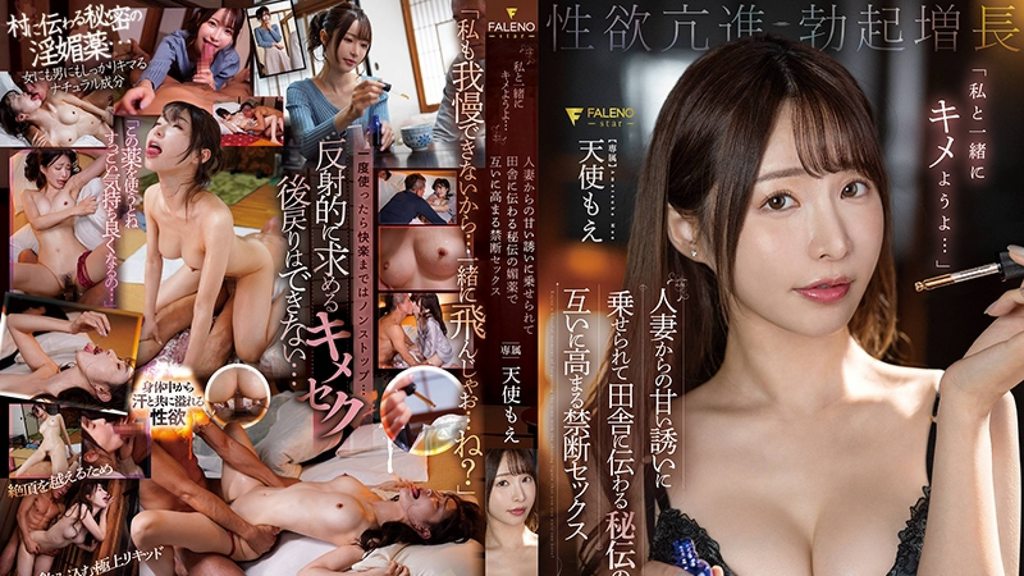 村に伝わる秘密の
淫媚薬…
女にも男にもしっかりキマる
ナチュラル成分
「この薬を使うとね
すごい気持ち良くなるの…」
身体中から
汗と共に溢れる
性欲
絶頂を越えるため
極上リキッド
「私も我慢できないから…一緒に飛んじゃお…ね?」
一度使ったら快楽まではノンストップ…
反射的に求めるキメセク
後戻りはできない…
FALENO
star
私と一緒に
キメようよ…
人妻からの甘い誘いに乗せられて
田舎に伝わる秘伝の媚薬で
互いに高まる禁断セックス
専属
天使もえ
性欲亢進-勃起増長
「私と一緒に
キメようよ…」
FALENO
star
【専属】
天使もえ
人妻からの甘い誘いに
乗せられて田舎に伝わる秘伝の
互いに高まる禁断セックス